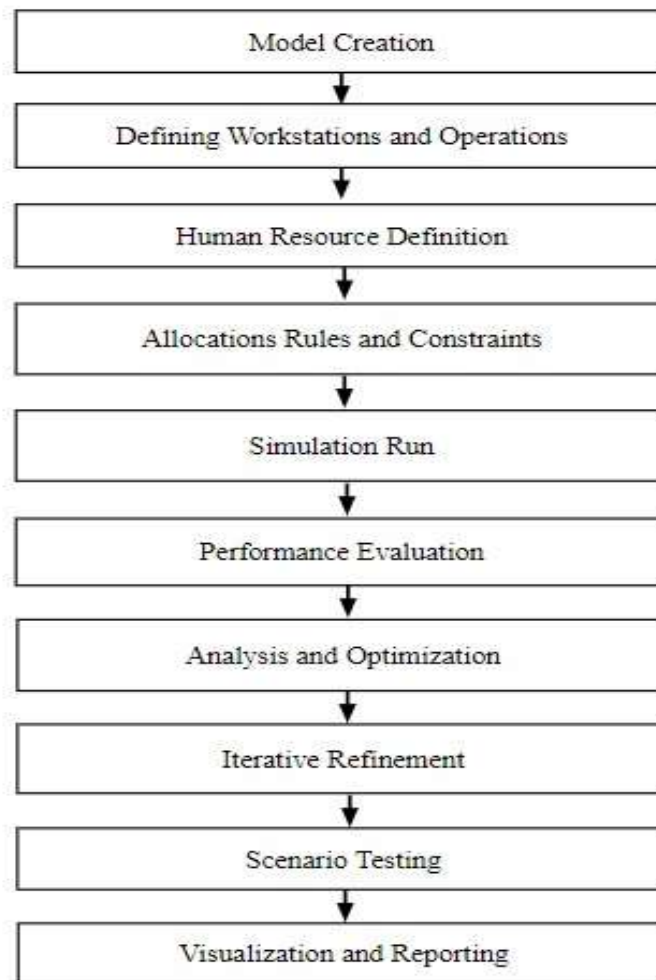 Model Creation
Defining Workstations and Operations
Human Resource Definition
Allocations Rules and Constraints
Simulation Run
Performance Evaluation
Analysis and Optimization
Iterative Refinement
Scenario Testing
Visualization and Reporting